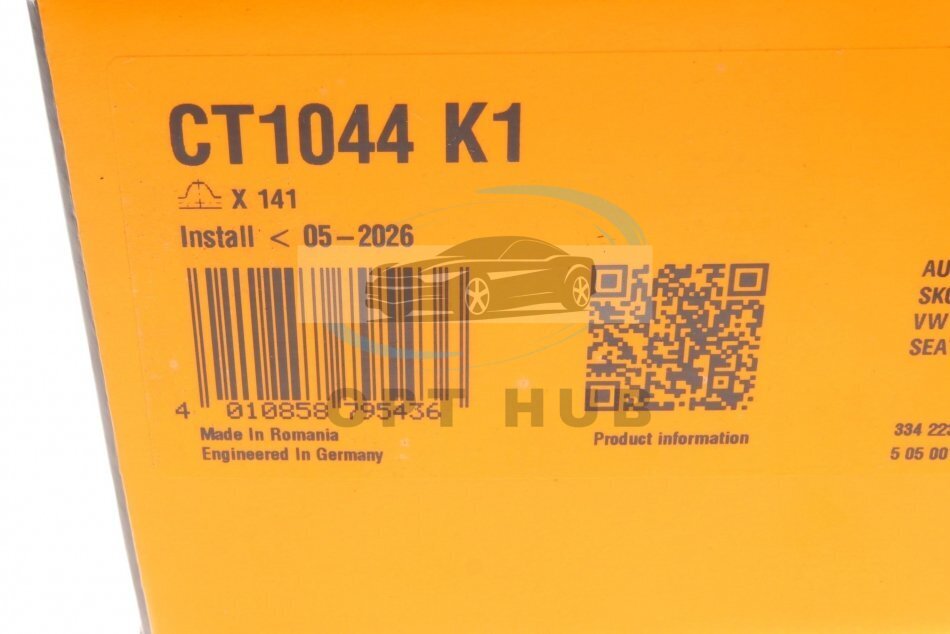 CT1044 K1
X 141
Install < 05-2026
4 010858 795436
Made In Romania
Engineered In Germany
OPT HUB
Product information
AU
SK
VW
SEA
334 223
5 05 00